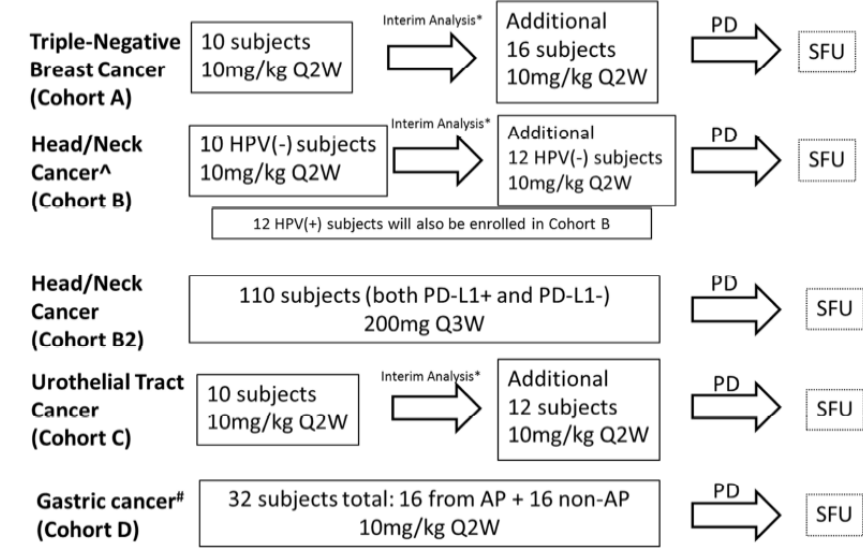 Triple-Negative
Breast Cancer
(Cohort A)
10 subjects
10mg/kg Q2W
Interim Analysis*
Additional
16 subjects
10mg/kg Q2W
PD
SFU
Head/Neck
Cancer^
(Cohort B)
10 HPV(-) subjects
10mg/kg Q2W
Interim Analysis*
Additional
12 HPV(-) subjects
10mg/kg Q2W
PD
SFU
12 HPV(+) subjects will also be enrolled in Cohort B
Head/Neck
Cancer
(Cohort B2)
110 subjects (both PD-L1+ and PD-L1-)
200mg Q3W
PD
SFU
Urothelial Tract
Cancer
(Cohort C)
10 subjects
10mg/kg Q2W
Interim Analysis*
Additional
12 subjects
10mg/kg Q2W
PD
SFU
Gastric cancer#
(Cohort D)
32 subjects total: 16 from AP + 16 non-AP
10mg/kg Q2W
PD
SFU